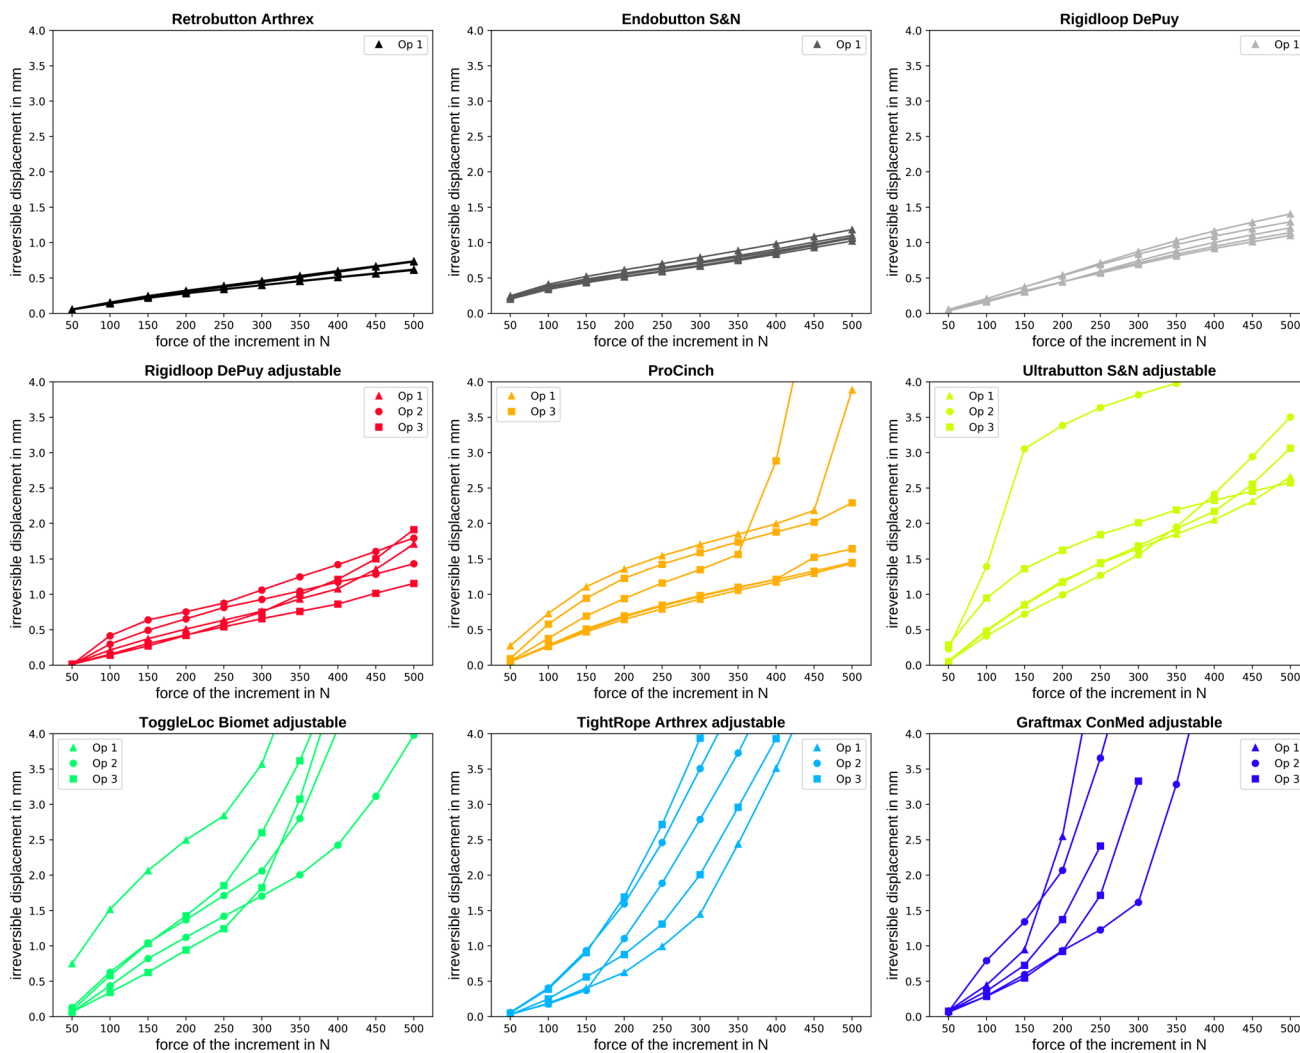 Retrobutton Arthrex
Op 1
irreversible displacement in mm
4.0
3.5
3.0
2.5
2.0
1.5
1.0
0.5
0.0
50 100 150 200 250 300 350 400 450 500
force of the increment in N
Endobutton S&N
Op 1
irreversible displacement in mm
4.0
3.5
3.0
2.5
2.0
1.5
1.0
0.5
0.0
50 100 150 200 250 300 350 400 450 500
force of the increment in N
Rigidloop DePuy
Op 1
irreversible displacement in mm
4.0
3.5
3.0
2.5
2.0
1.5
1.0
0.5
0.0
50 100 150 200 250 300 350 400 450 500
force of the increment in N
Rigidloop DePuy adjustable
Op 1
Op 2
Op 3
irreversible displacement in mm
4.0
3.5
3.0
2.5
2.0
1.5
1.0
0.5
0.0
50 100 150 200 250 300 350 400 450 500
force of the increment in N
ProCinch
Op 1
Op 3
irreversible displacement in mm
4.0
3.5
3.0
2.5
2.0
1.5
1.0
0.5
0.0
50 100 150 200 250 300 350 400 450 500
force of the increment in N
Ultrabutton S&N adjustable
Op 1
Op 2
Op 3
irreversible displacement in mm
4.0
3.5
3.0
2.5
2.0
1.5
1.0
0.5
0.0
50 100 150 200 250 300 350 400 450 500
force of the increment in N
ToggleLoc Biomet adjustable
Op 1
Op 2
Op 3
irreversible displacement in mm
4.0
3.5
3.0
2.5
2.0
1.5
1.0
0.5
0.0
50 100 150 200 250 300 350 400 450 500
force of the increment in N
TightRope Arthrex adjustable
Op 1
Op 2
Op 3
irreversible displacement in mm
4.0
3.5
3.0
2.5
2.0
1.5
1.0
0.5
0.0
50 100 150 200 250 300 350 400 450 500
force of the increment in N
Graftmax ConMed adjustable
Op 1
Op 2
Op 3
irreversible displacement in mm
4.0
3.5
3.0
2.5
2.0
1.5
1.0
0.5
0.0
50 100 150 200 250 300 350 400 450 500
force of the increment in N